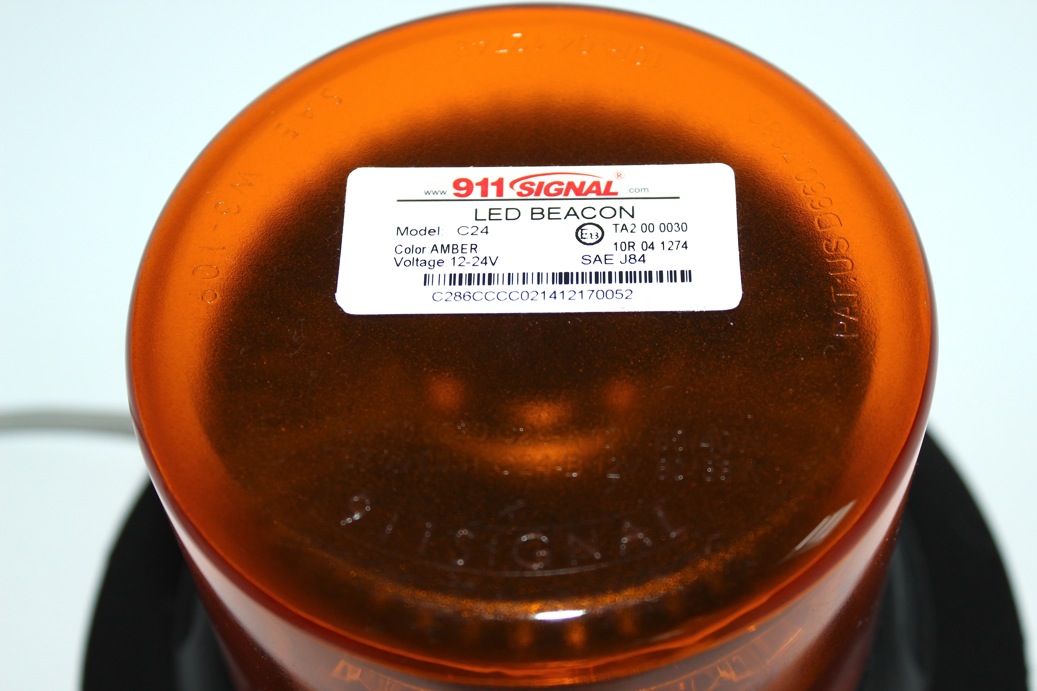 www 911 SIGNAL® com
LED BEACON
Model C24
TA2 00 0030
Color AMBER
10R 04 1274
Voltage 12-24V
SAE J84
C286CCCC021412170052
911SIGNAL